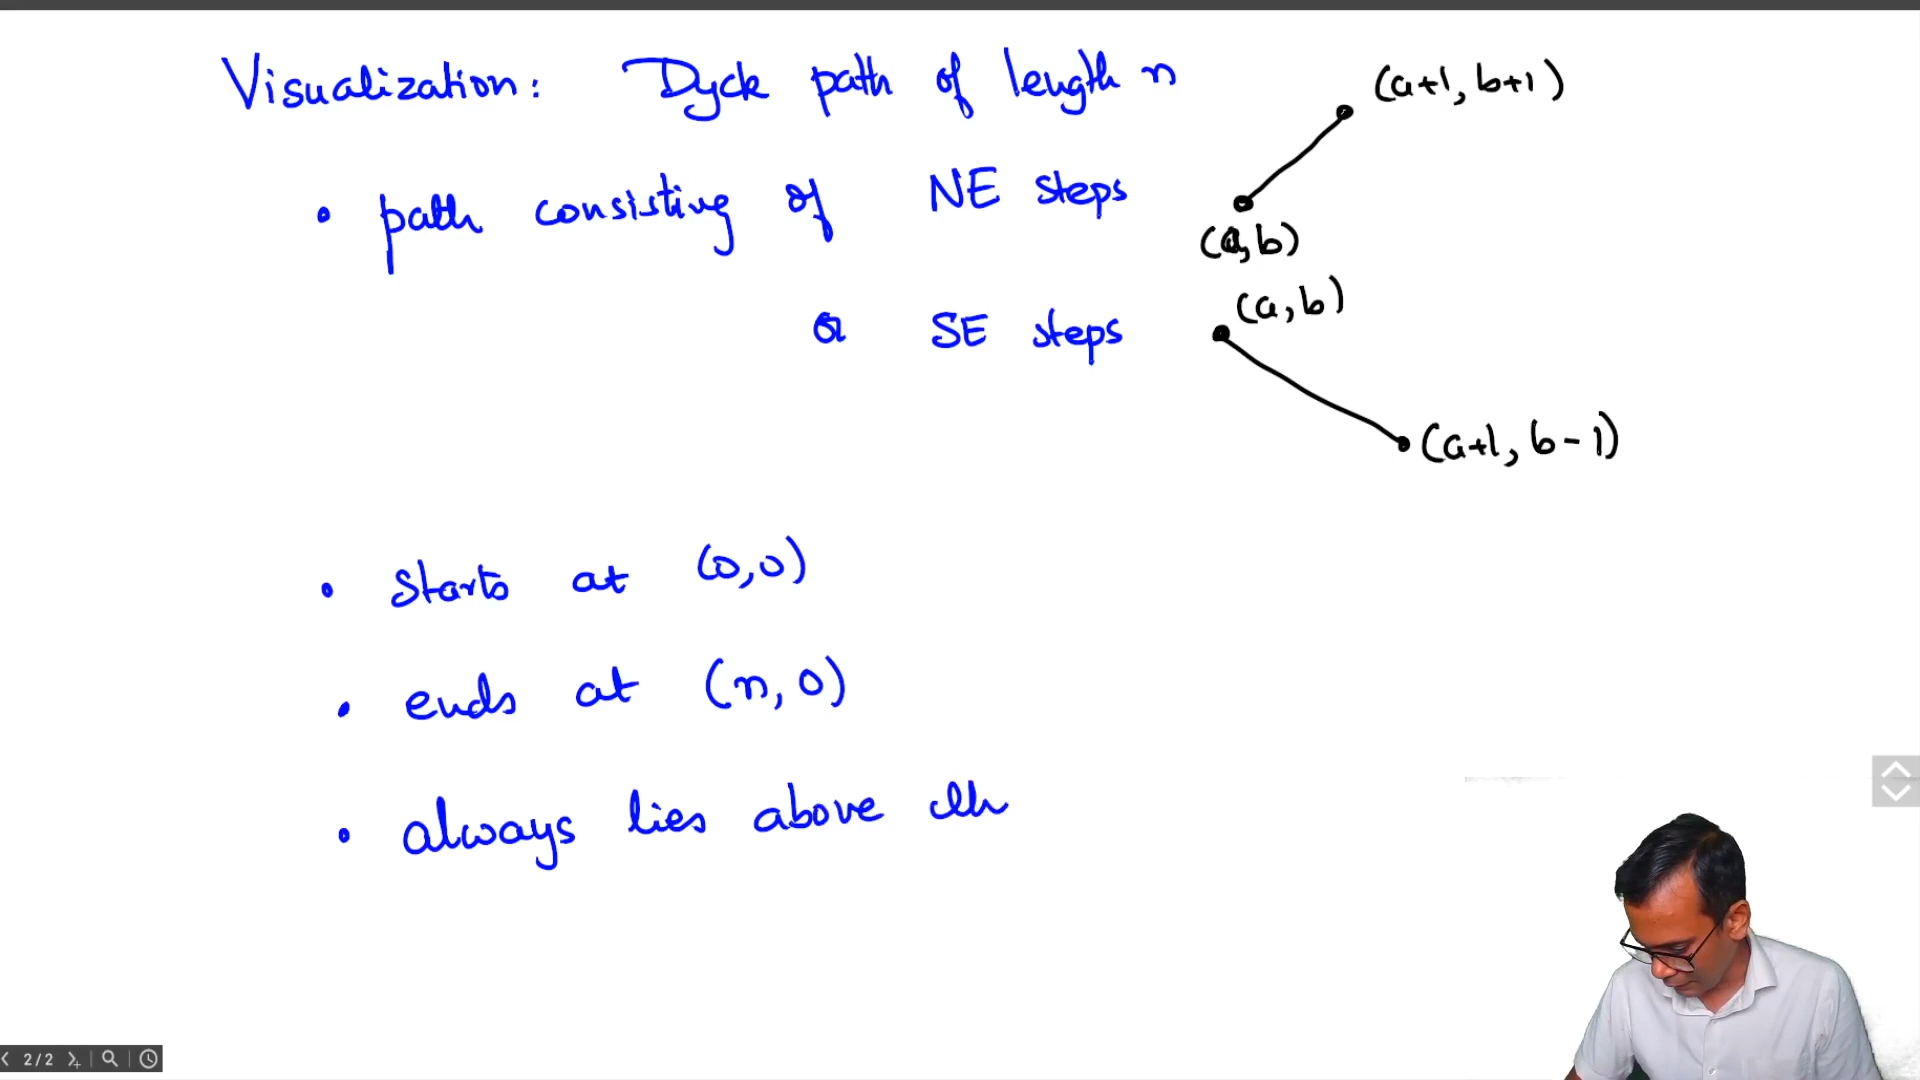 Visualization: Dyck path of length n
(a+1, b+1)
• path consisting of NE steps
(a,b)
(a,b)
or SE steps
(a+1, b-1)
• starts at (0,0)
• ends at (n, 0)
• always lies above
2/2